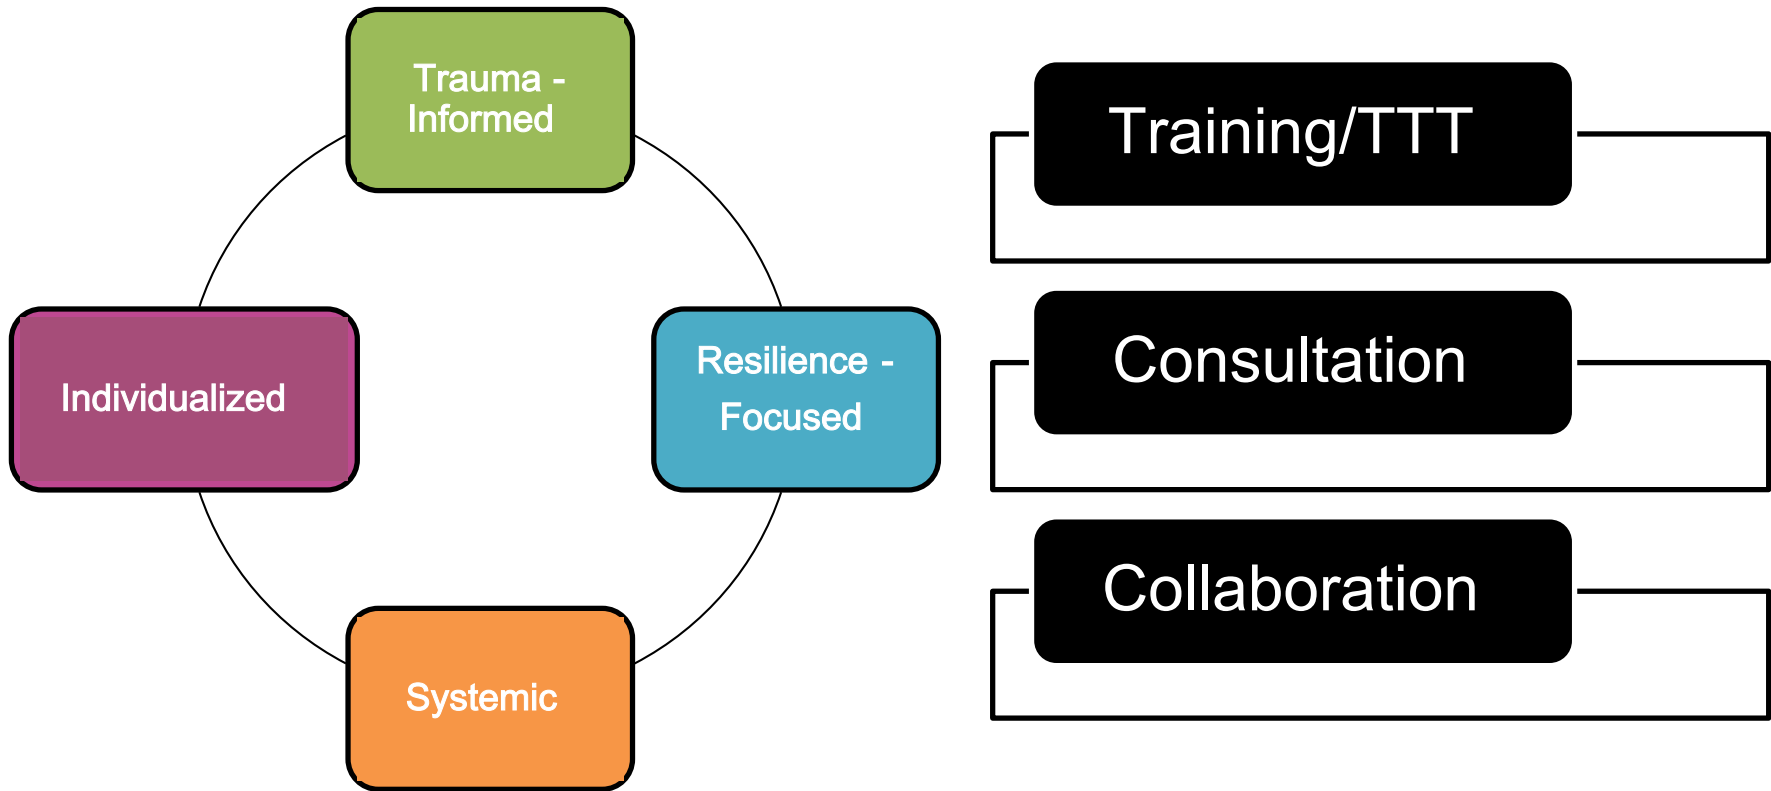 Trauma -
Informed
Individualized
Resilience -
Focused
Systemic
Training/TTT
Consultation
Collaboration